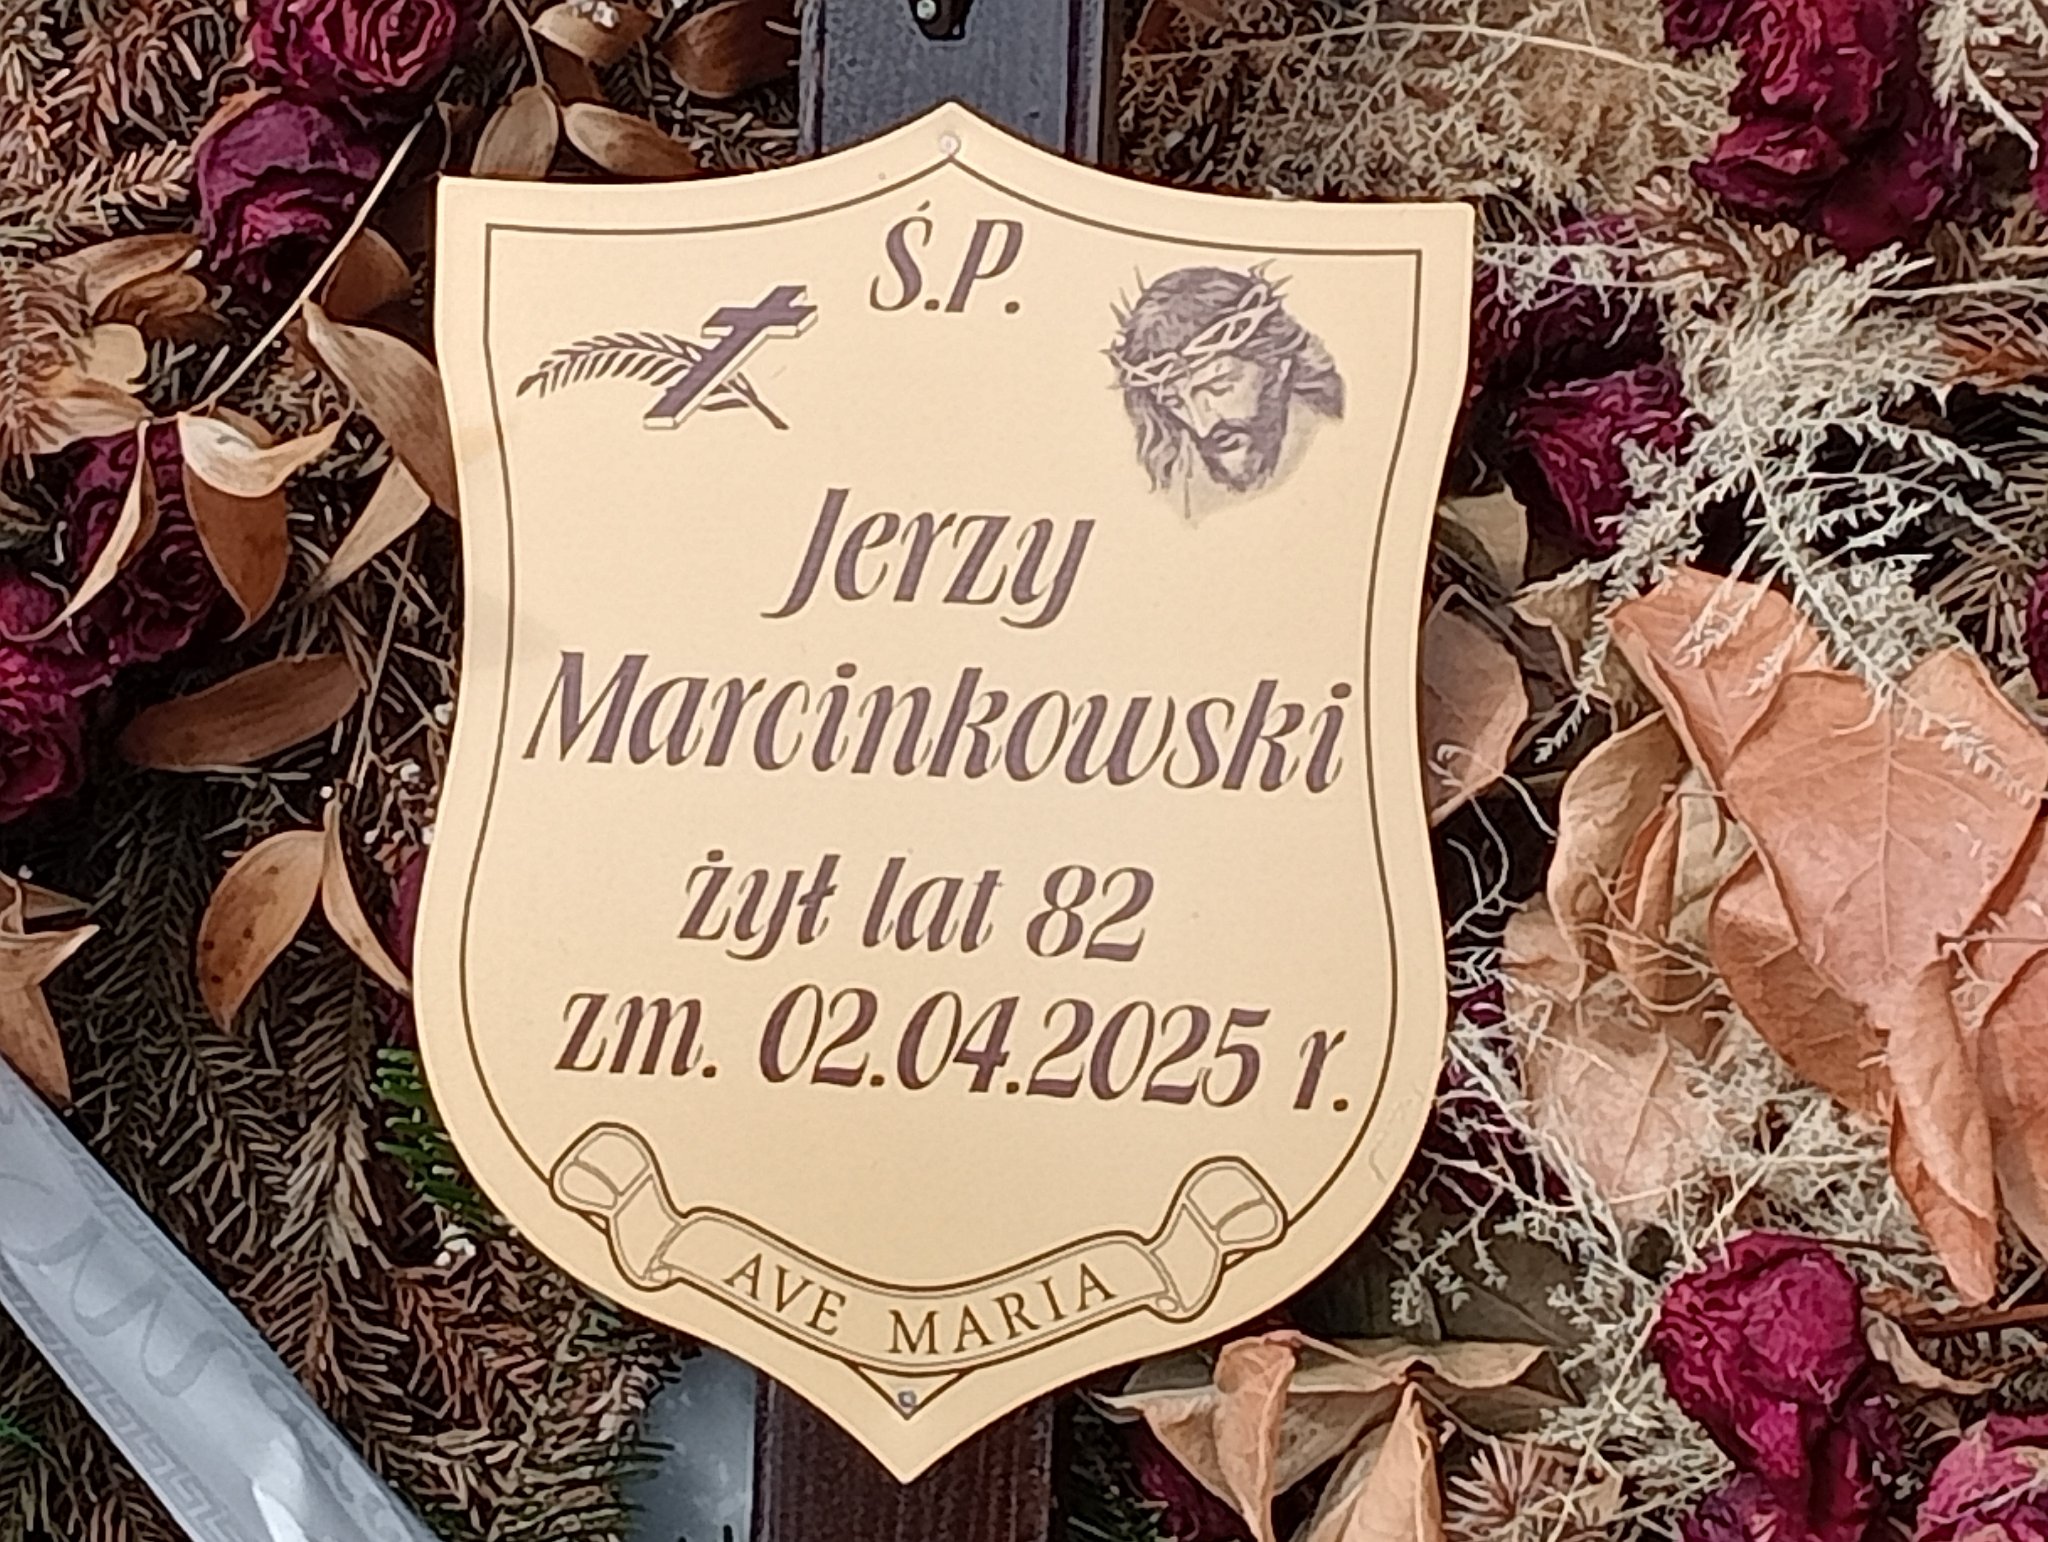 Ś.P.
Jerzy
Marcinkowski
żył lat 82
zm. 02.04.2025 r.
AVE MARIA